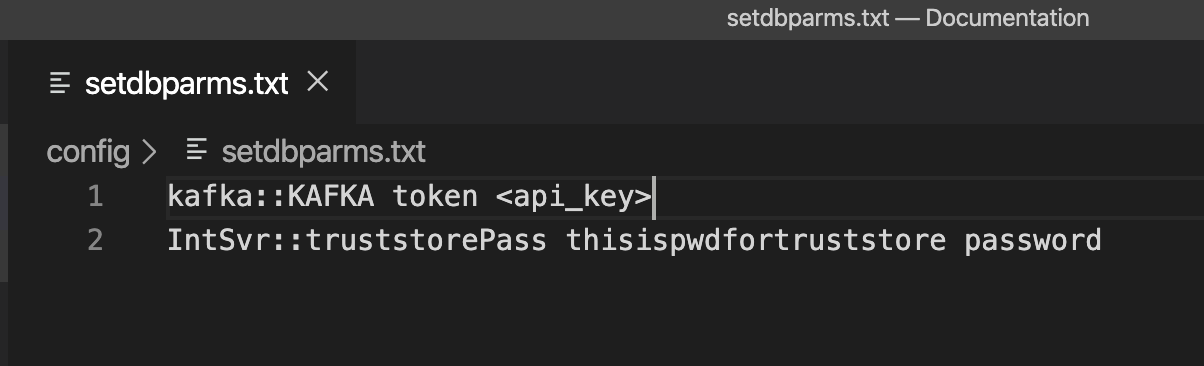 setdbparms.txt — Documentation
setdbparms.txt
config > setdbparms.txt
1 kafka::KAFKA token <api_key>
2 IntSvr::truststorePass thisispwdfortruststore password